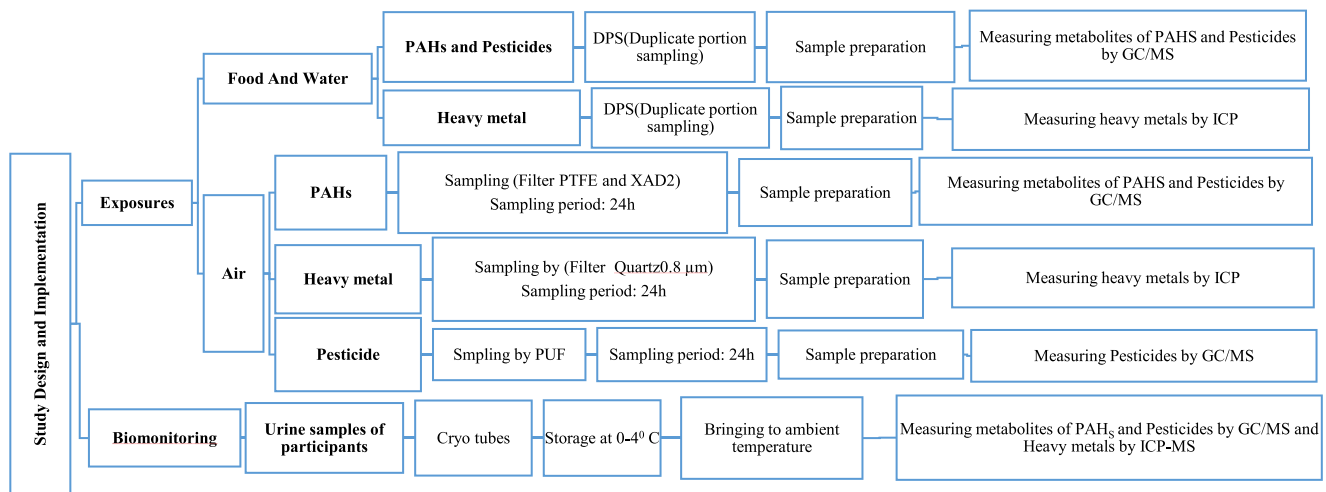 Study Design and Implementation
Exposures
Food And Water
PAHs and Pesticides
DPS(Duplicate portion
sampling)
Sample preparation
Measuring metabolites of PAHS and Pesticides
by GC/MS
Heavy metal
DPS(Duplicate portion
sampling)
Sample preparation
Measuring heavy metals by ICP
Air
PAHs
Sampling (Filter PTFE and XAD2)
Sampling period: 24h
Sample preparation
Measuring metabolites of PAHS and Pesticides by
GC/MS
Heavy metal
Sampling by (Filter Quartz0.8 µm)
Sampling period: 24h
Sample preparation
Measuring heavy metals by ICP
Pesticide
Smpling by PUF
Sampling period: 24h
Sample preparation
Measuring Pesticides by GC/MS
Biomonitoring
Urine samples of
participants
Cryo tubes
Storage at 0-4⁰ C
Bringing to ambient
temperature
Measuring metabolites of PAHS and Pesticides by GC/MS and
Heavy metals by ICP-MS